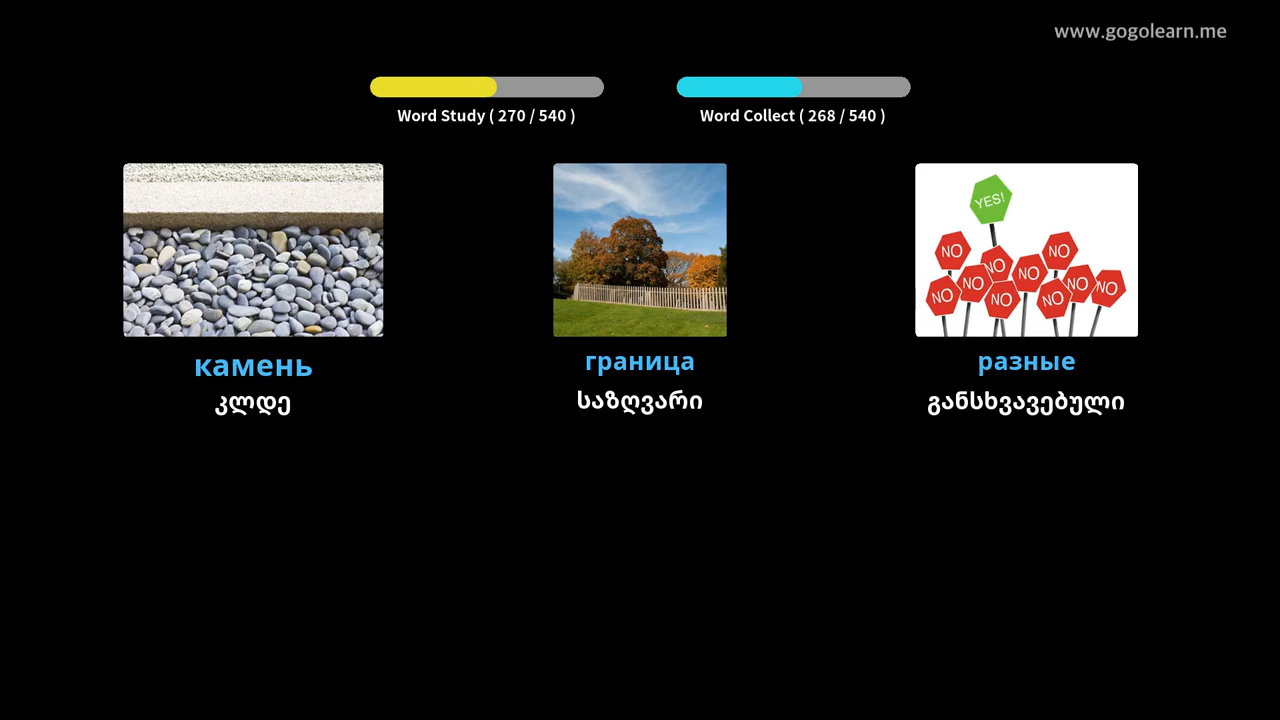 www.gogolearn.me
Word Study ( 270 / 540 )
Word Collect ( 268 / 540 )
YES!
NO
NO
NO
NO
NO
NO
NO
NO
NO
NO
камень
граница
разные
კლდე
საზღვარი
განსხვავებული